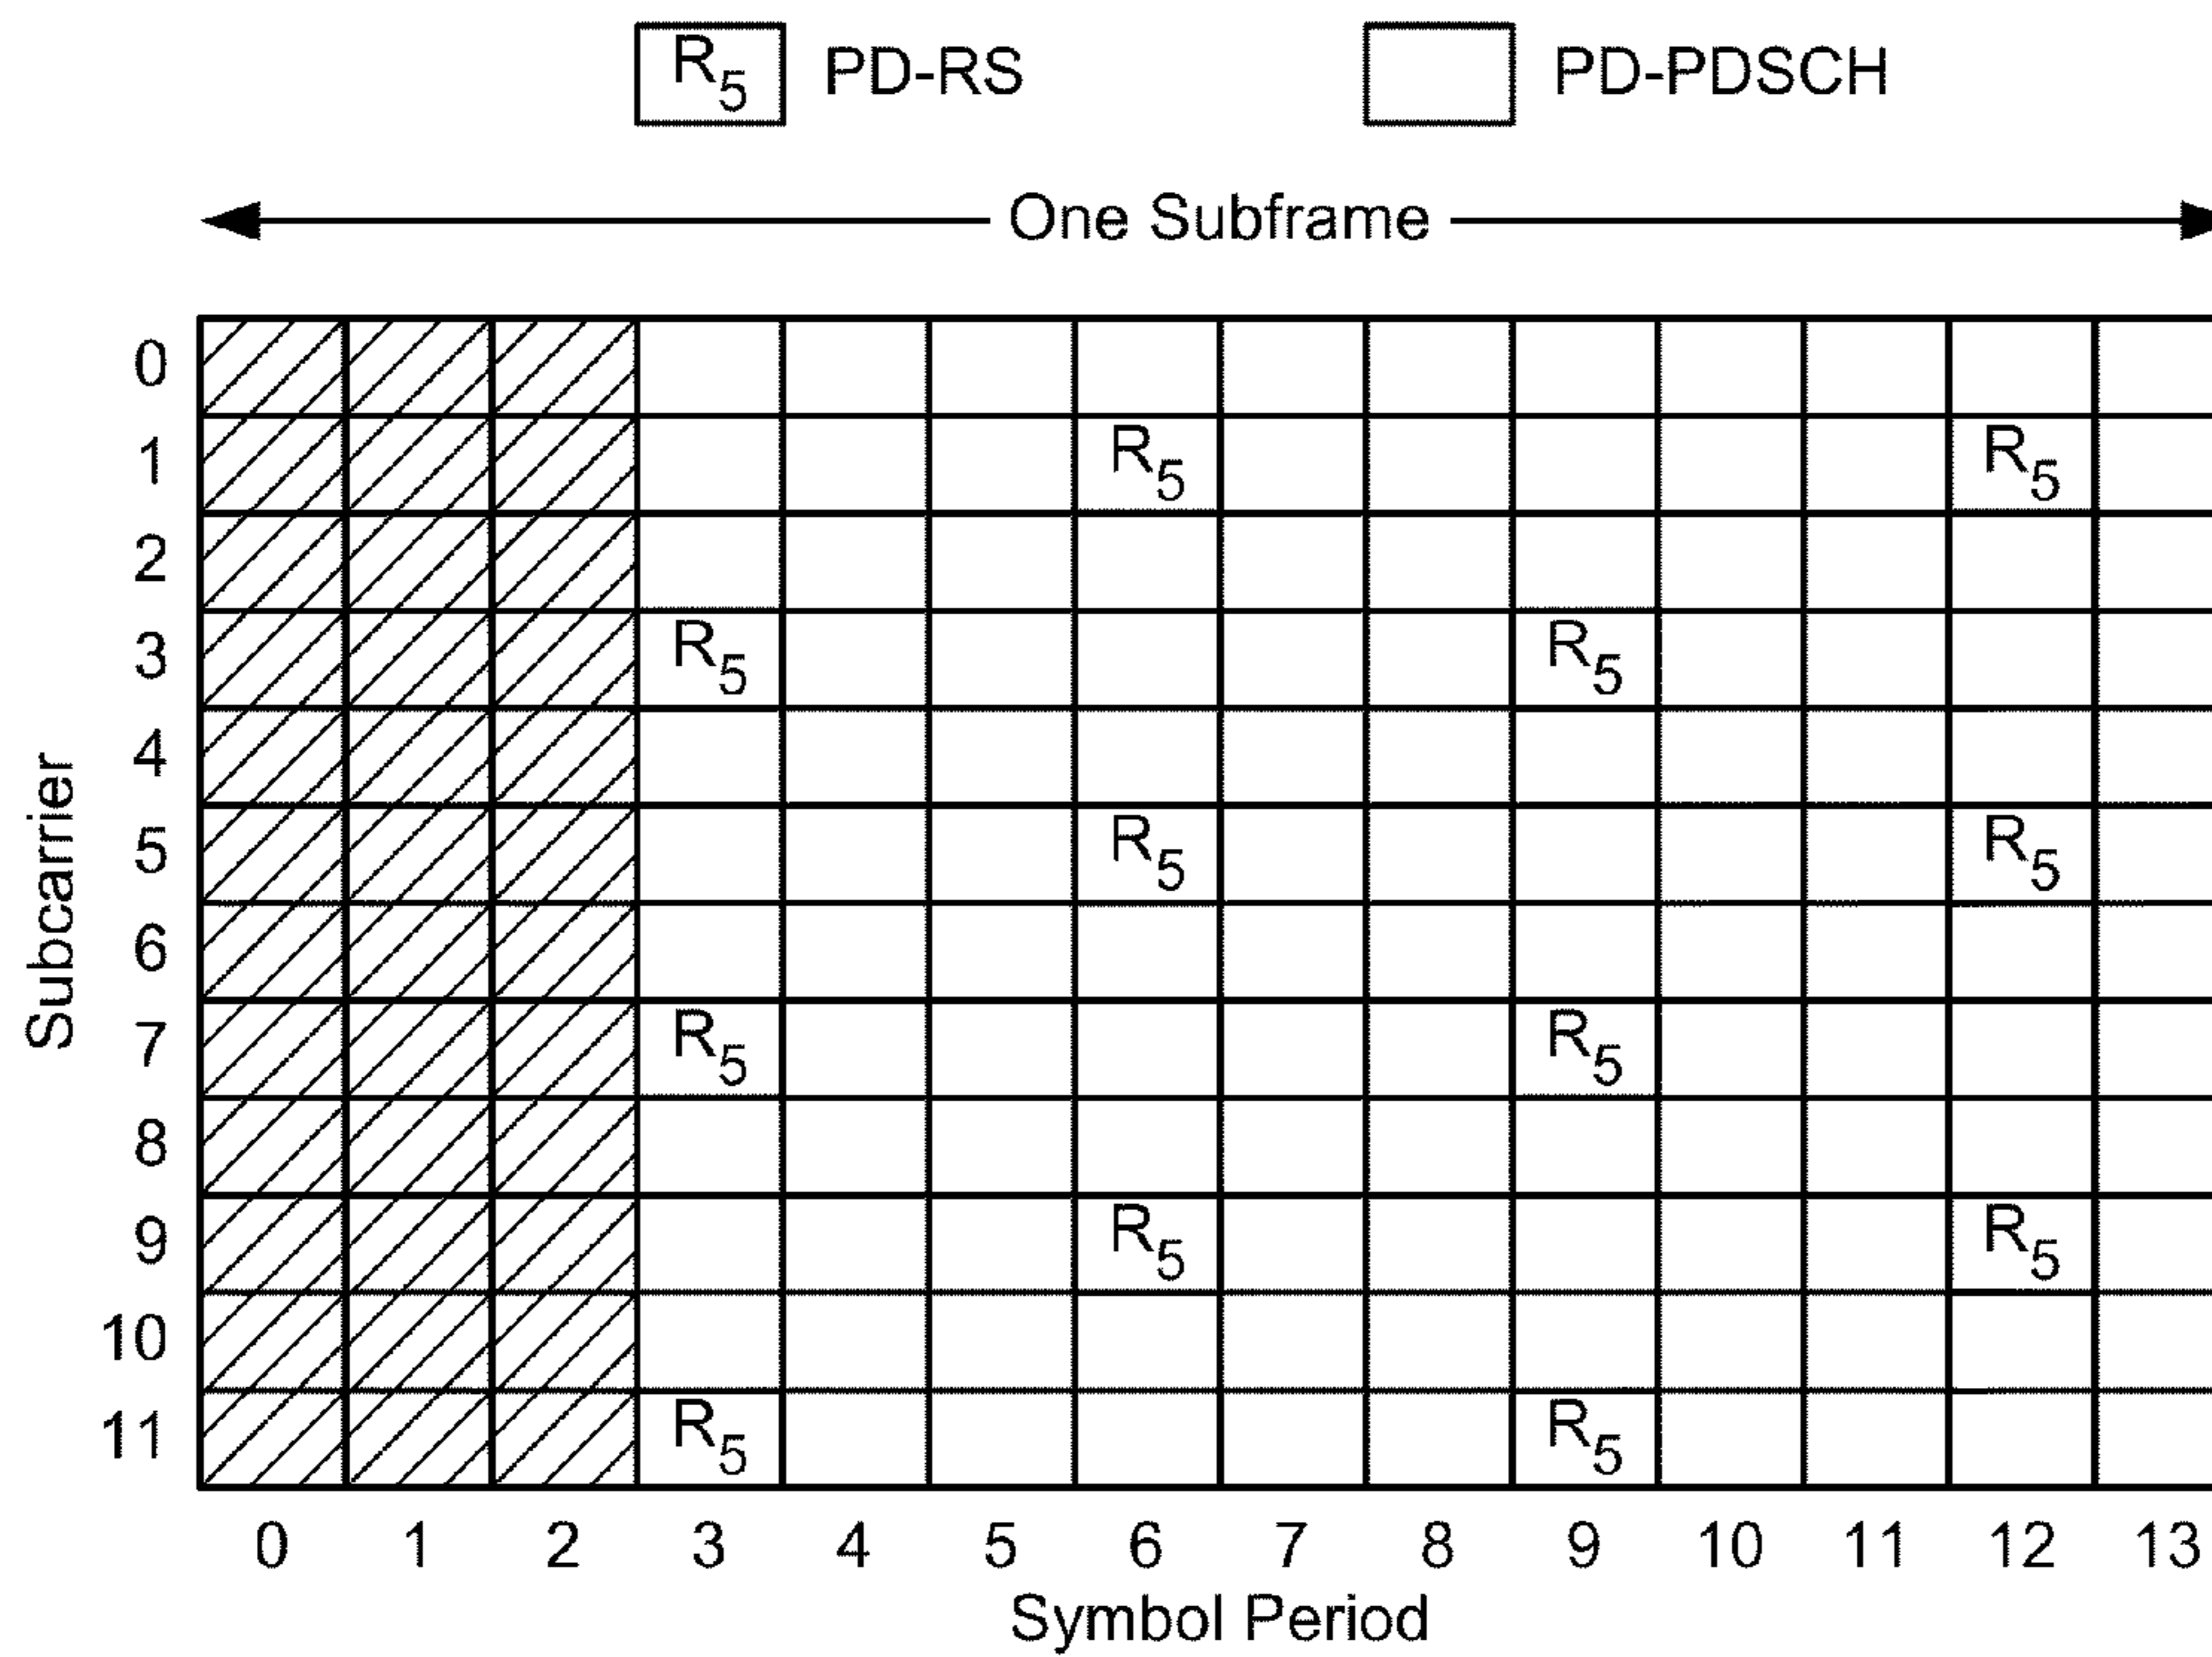 R5 PD-RS PD-PDSCH
One Subframe
0
1 R5 R5
2
3 R5 R5
4
5 R5 R5
6
7 R5 R5
8
9 R5 R5
10
11 R5 R5
Subcarrier
0 1 2 3 4 5 6 7 8 9 10 11 12 13
Symbol Period